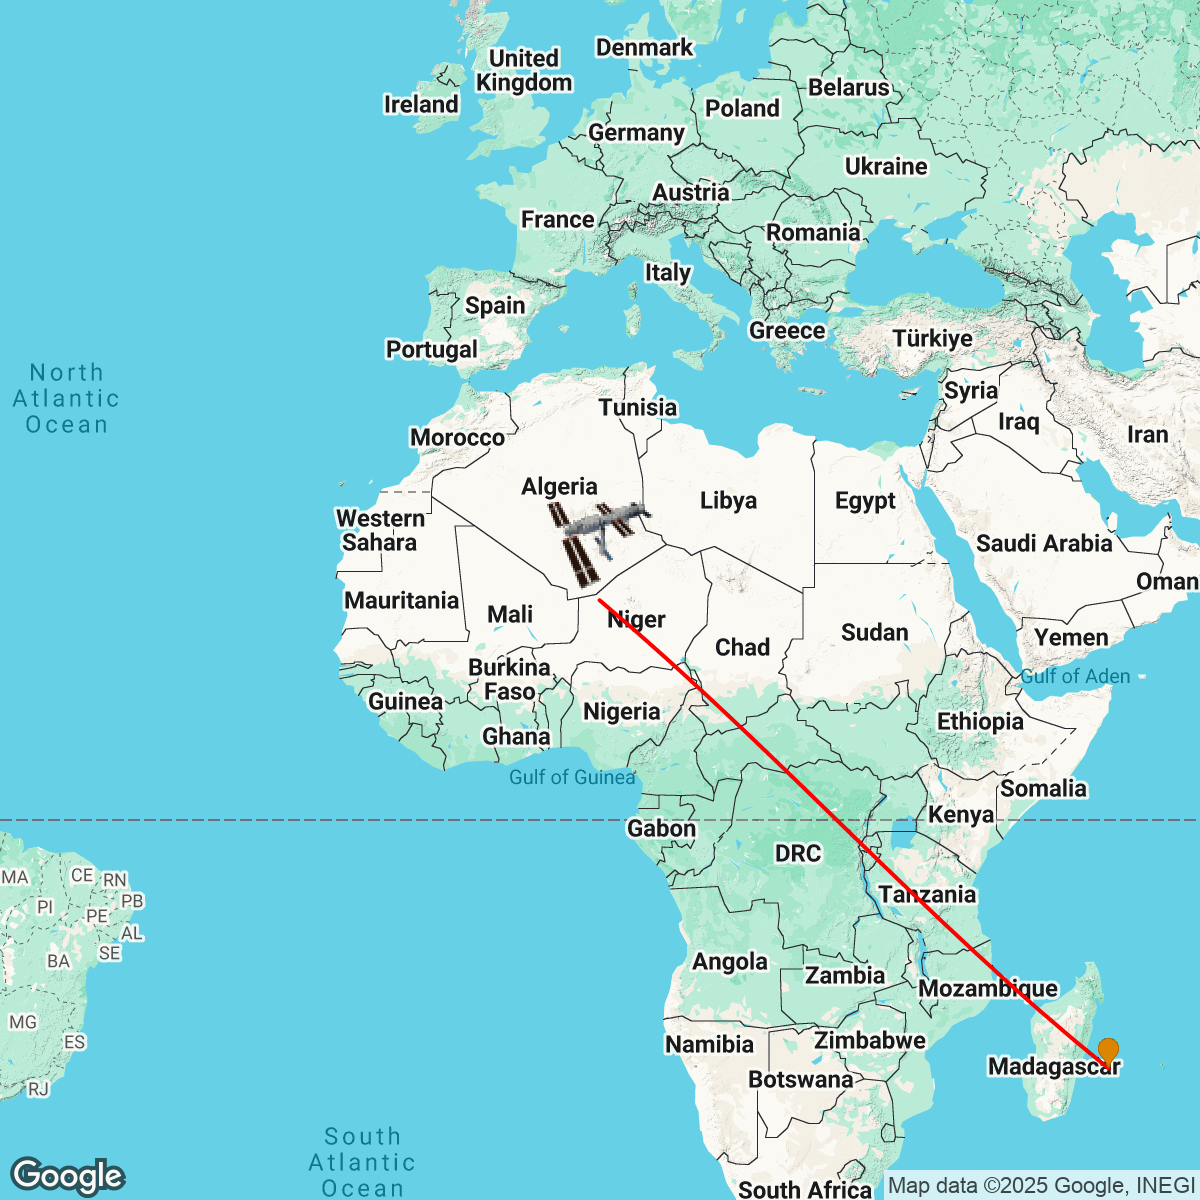 Denmark
United
Kingdom
Belarus
Ireland
Poland
Germany
Ukraine
Austria
France
Romania
Italy
Spain
Greece
Türkiye
Portugal
North
Atlantic
Ocean
Syria
Tunisia
Iraq
Morocco
Iran
Algeria
Libya
Egypt
Western
Sahara
Saudi Arabia
Oman
Mauritania
Mali
Niger
Sudan
Yemen
Chad
Burkina
Faso
Gulf of Aden
Guinea
Nigeria
Ethiopia
Ghana
Gulf of Guinea
Somalia
Kenya
Gabon
DRC
MA
CE
RN
Tanzania
PB
PI
PE
AL
SE
BA
Angola
Zambia
Mozambique
MG
ES
Namibia
Zimbabwe
Madagascar
Botswana
RJ
South
Atlantic
Ocean
South Africa
Google
Map data ©2025 Google, INEGI